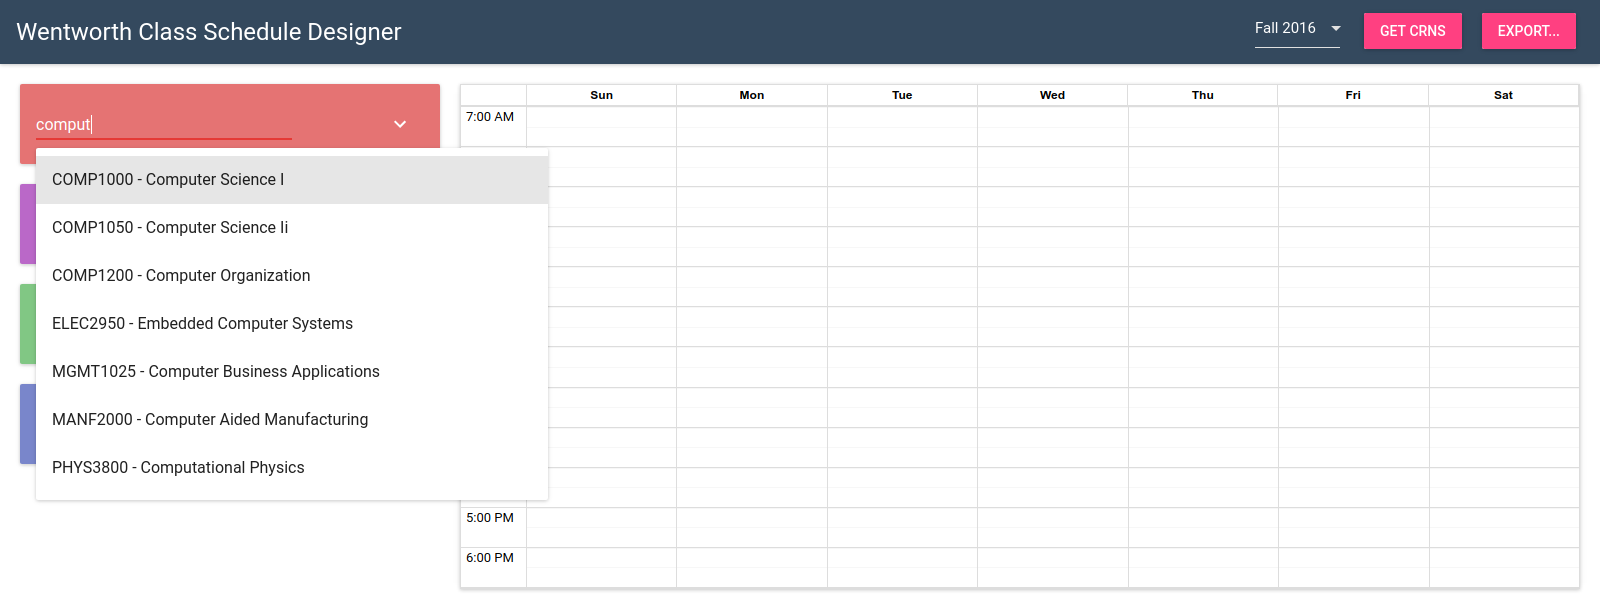 Wentworth Class Schedule Designer
Fall 2016
GET CRNS
EXPORT...
comput
COMP1000 - Computer Science I
COMP1050 - Computer Science Ii
COMP1200 - Computer Organization
ELEC2950 - Embedded Computer Systems
MGMT1025 - Computer Business Applications
MANF2000 - Computer Aided Manufacturing
PHYS3800 - Computational Physics
Sun Mon Tue Wed Thu Fri Sat
7:00 AM
5:00 PM
6:00 PM